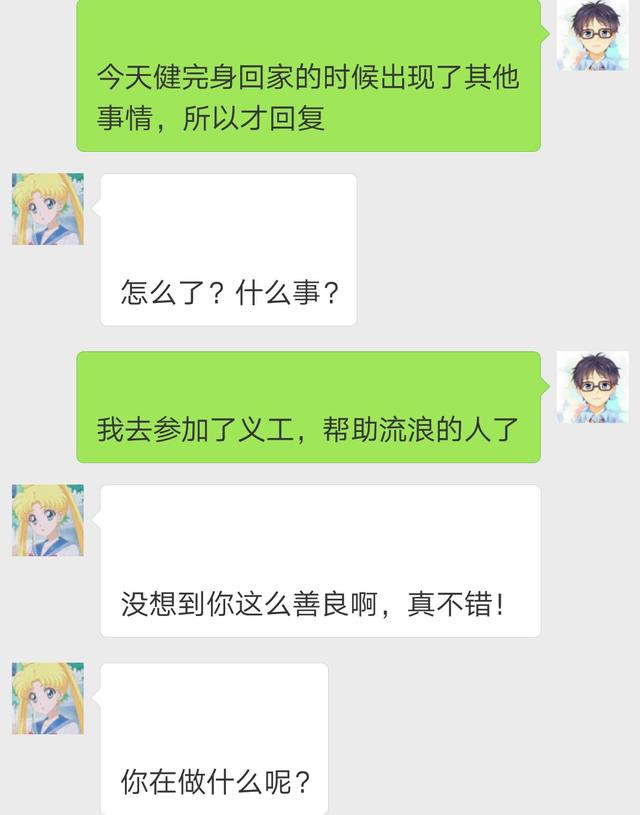 今天健完身回家的时候出现了其他
事情，所以才回复
怎么了？什么事？
我去参加了义工，帮助流浪的人了
没想到你这么善良啊，真不错！
你在做什么呢？